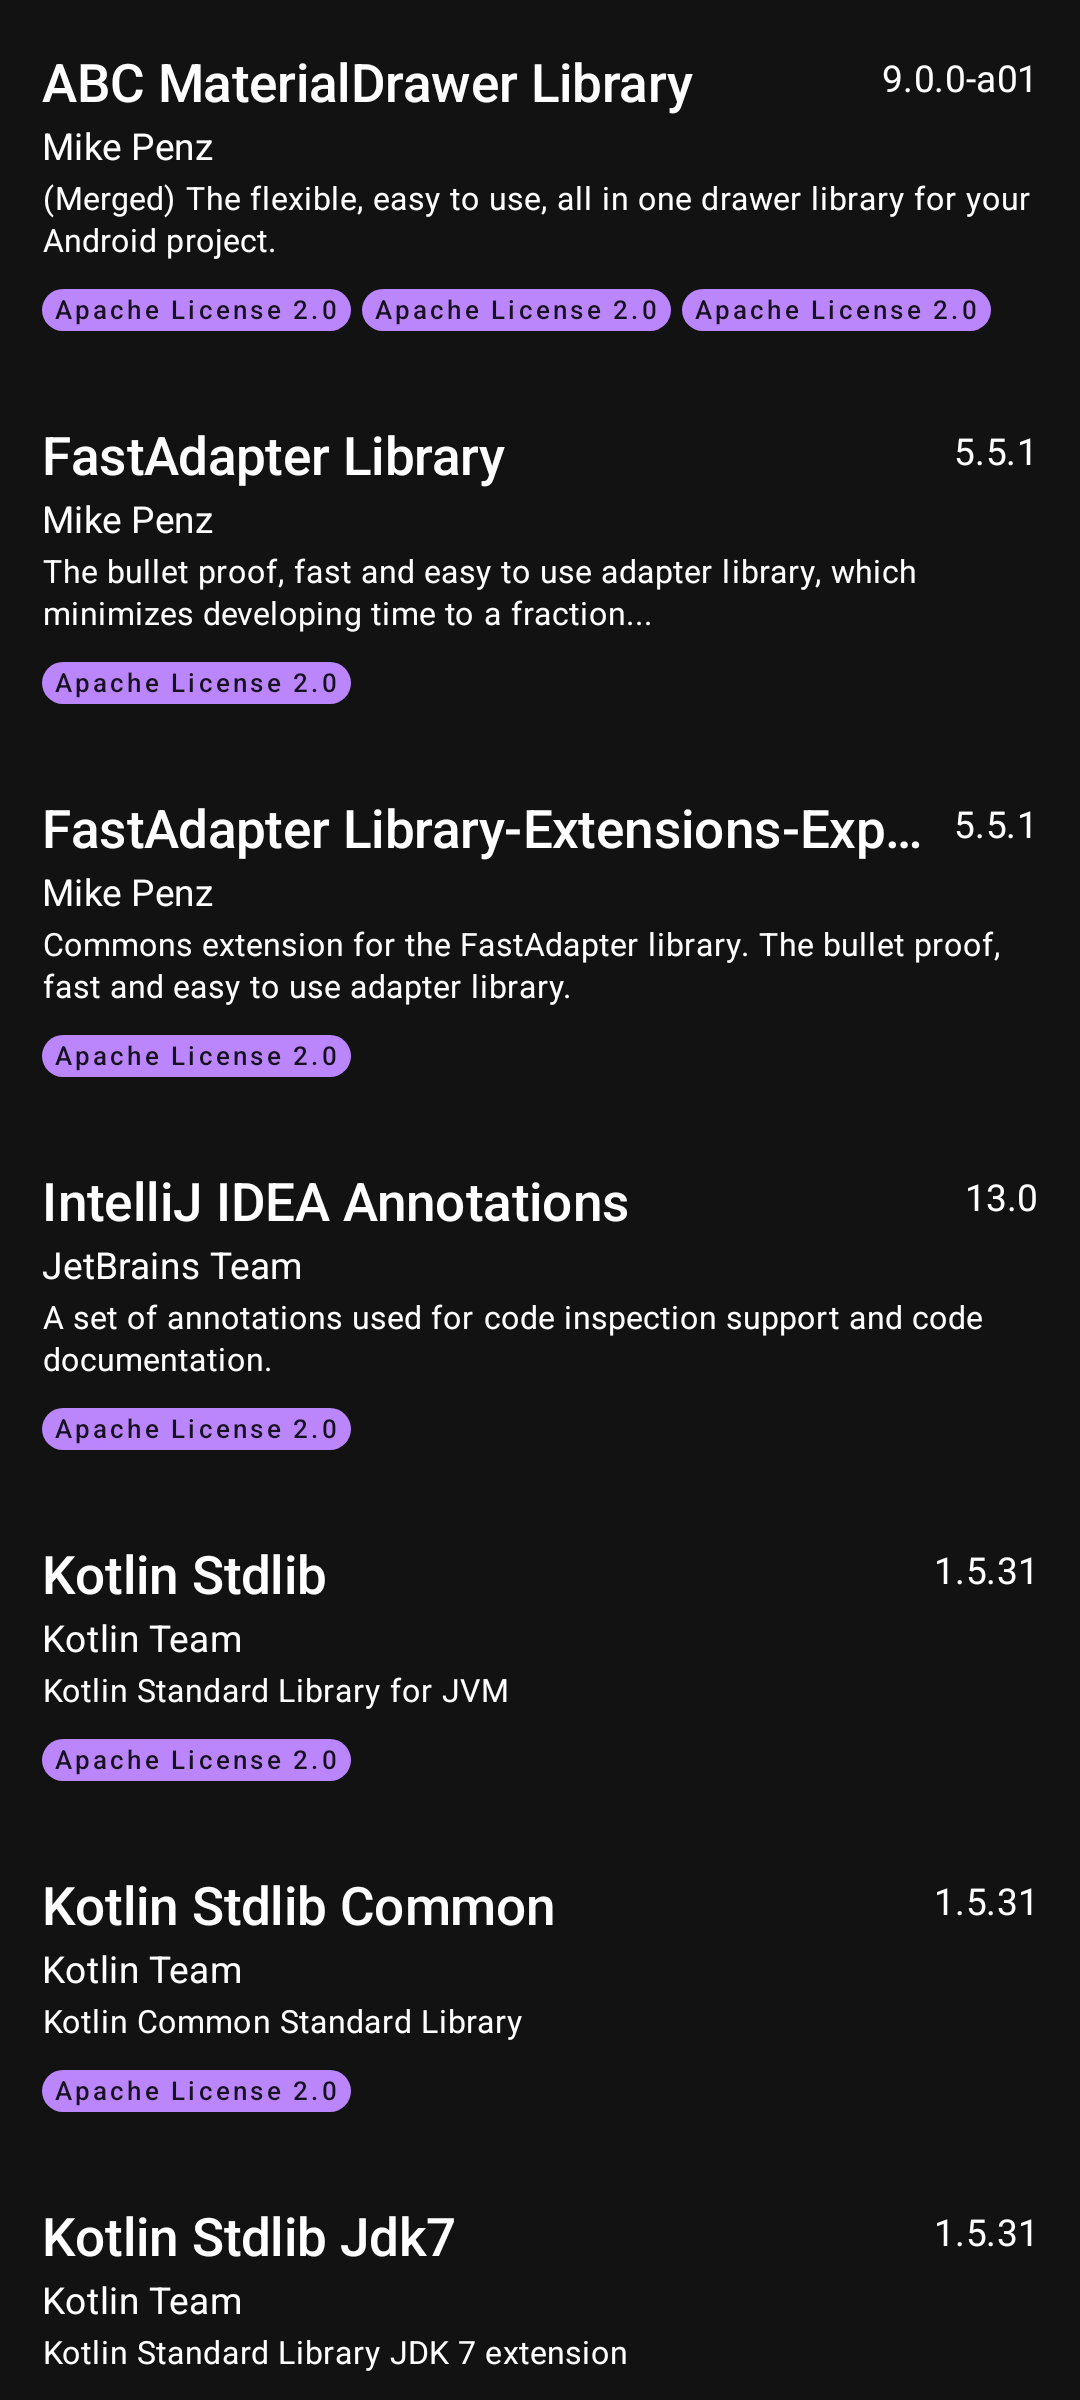 ABC MaterialDrawer Library 9.0.0-a01
Mike Penz
(Merged) The flexible, easy to use, all in one drawer library for your
Android project.
Apache License 2.0 Apache License 2.0 Apache License 2.0
FastAdapter Library 5.5.1
Mike Penz
The bullet proof, fast and easy to use adapter library, which
minimizes developing time to a fraction...
Apache License 2.0
FastAdapter Library-Extensions-Exp... 5.5.1
Mike Penz
Commons extension for the FastAdapter library. The bullet proof,
fast and easy to use adapter library.
Apache License 2.0
IntelliJ IDEA Annotations 13.0
JetBrains Team
A set of annotations used for code inspection support and code
documentation.
Apache License 2.0
Kotlin Stdlib 1.5.31
Kotlin Team
Kotlin Standard Library for JVM
Apache License 2.0
Kotlin Stdlib Common 1.5.31
Kotlin Team
Kotlin Common Standard Library
Apache License 2.0
Kotlin Stdlib Jdk7 1.5.31
Kotlin Team
Kotlin Standard Library JDK 7 extension